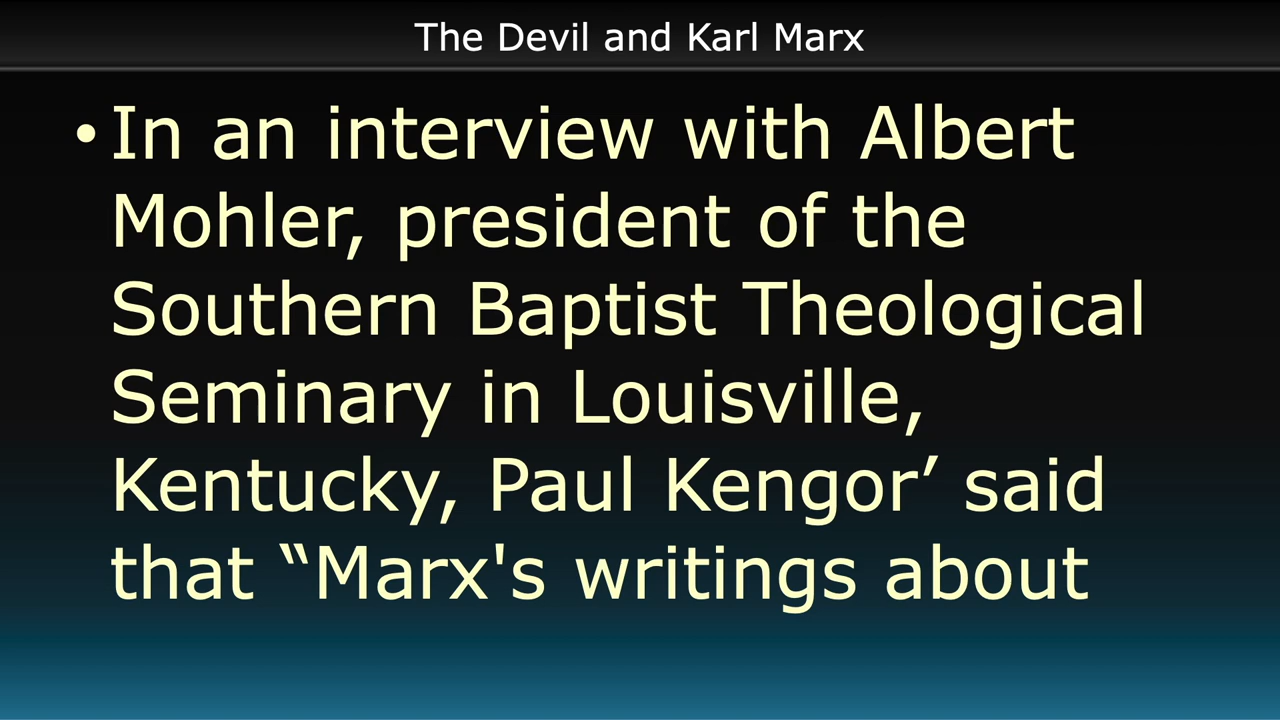 The Devil and Karl Marx
•In an interview with Albert
Mohler, president of the
Southern Baptist Theological
Seminary in Louisville,
Kentucky, Paul Kengor’ said
that “Marx's writings about